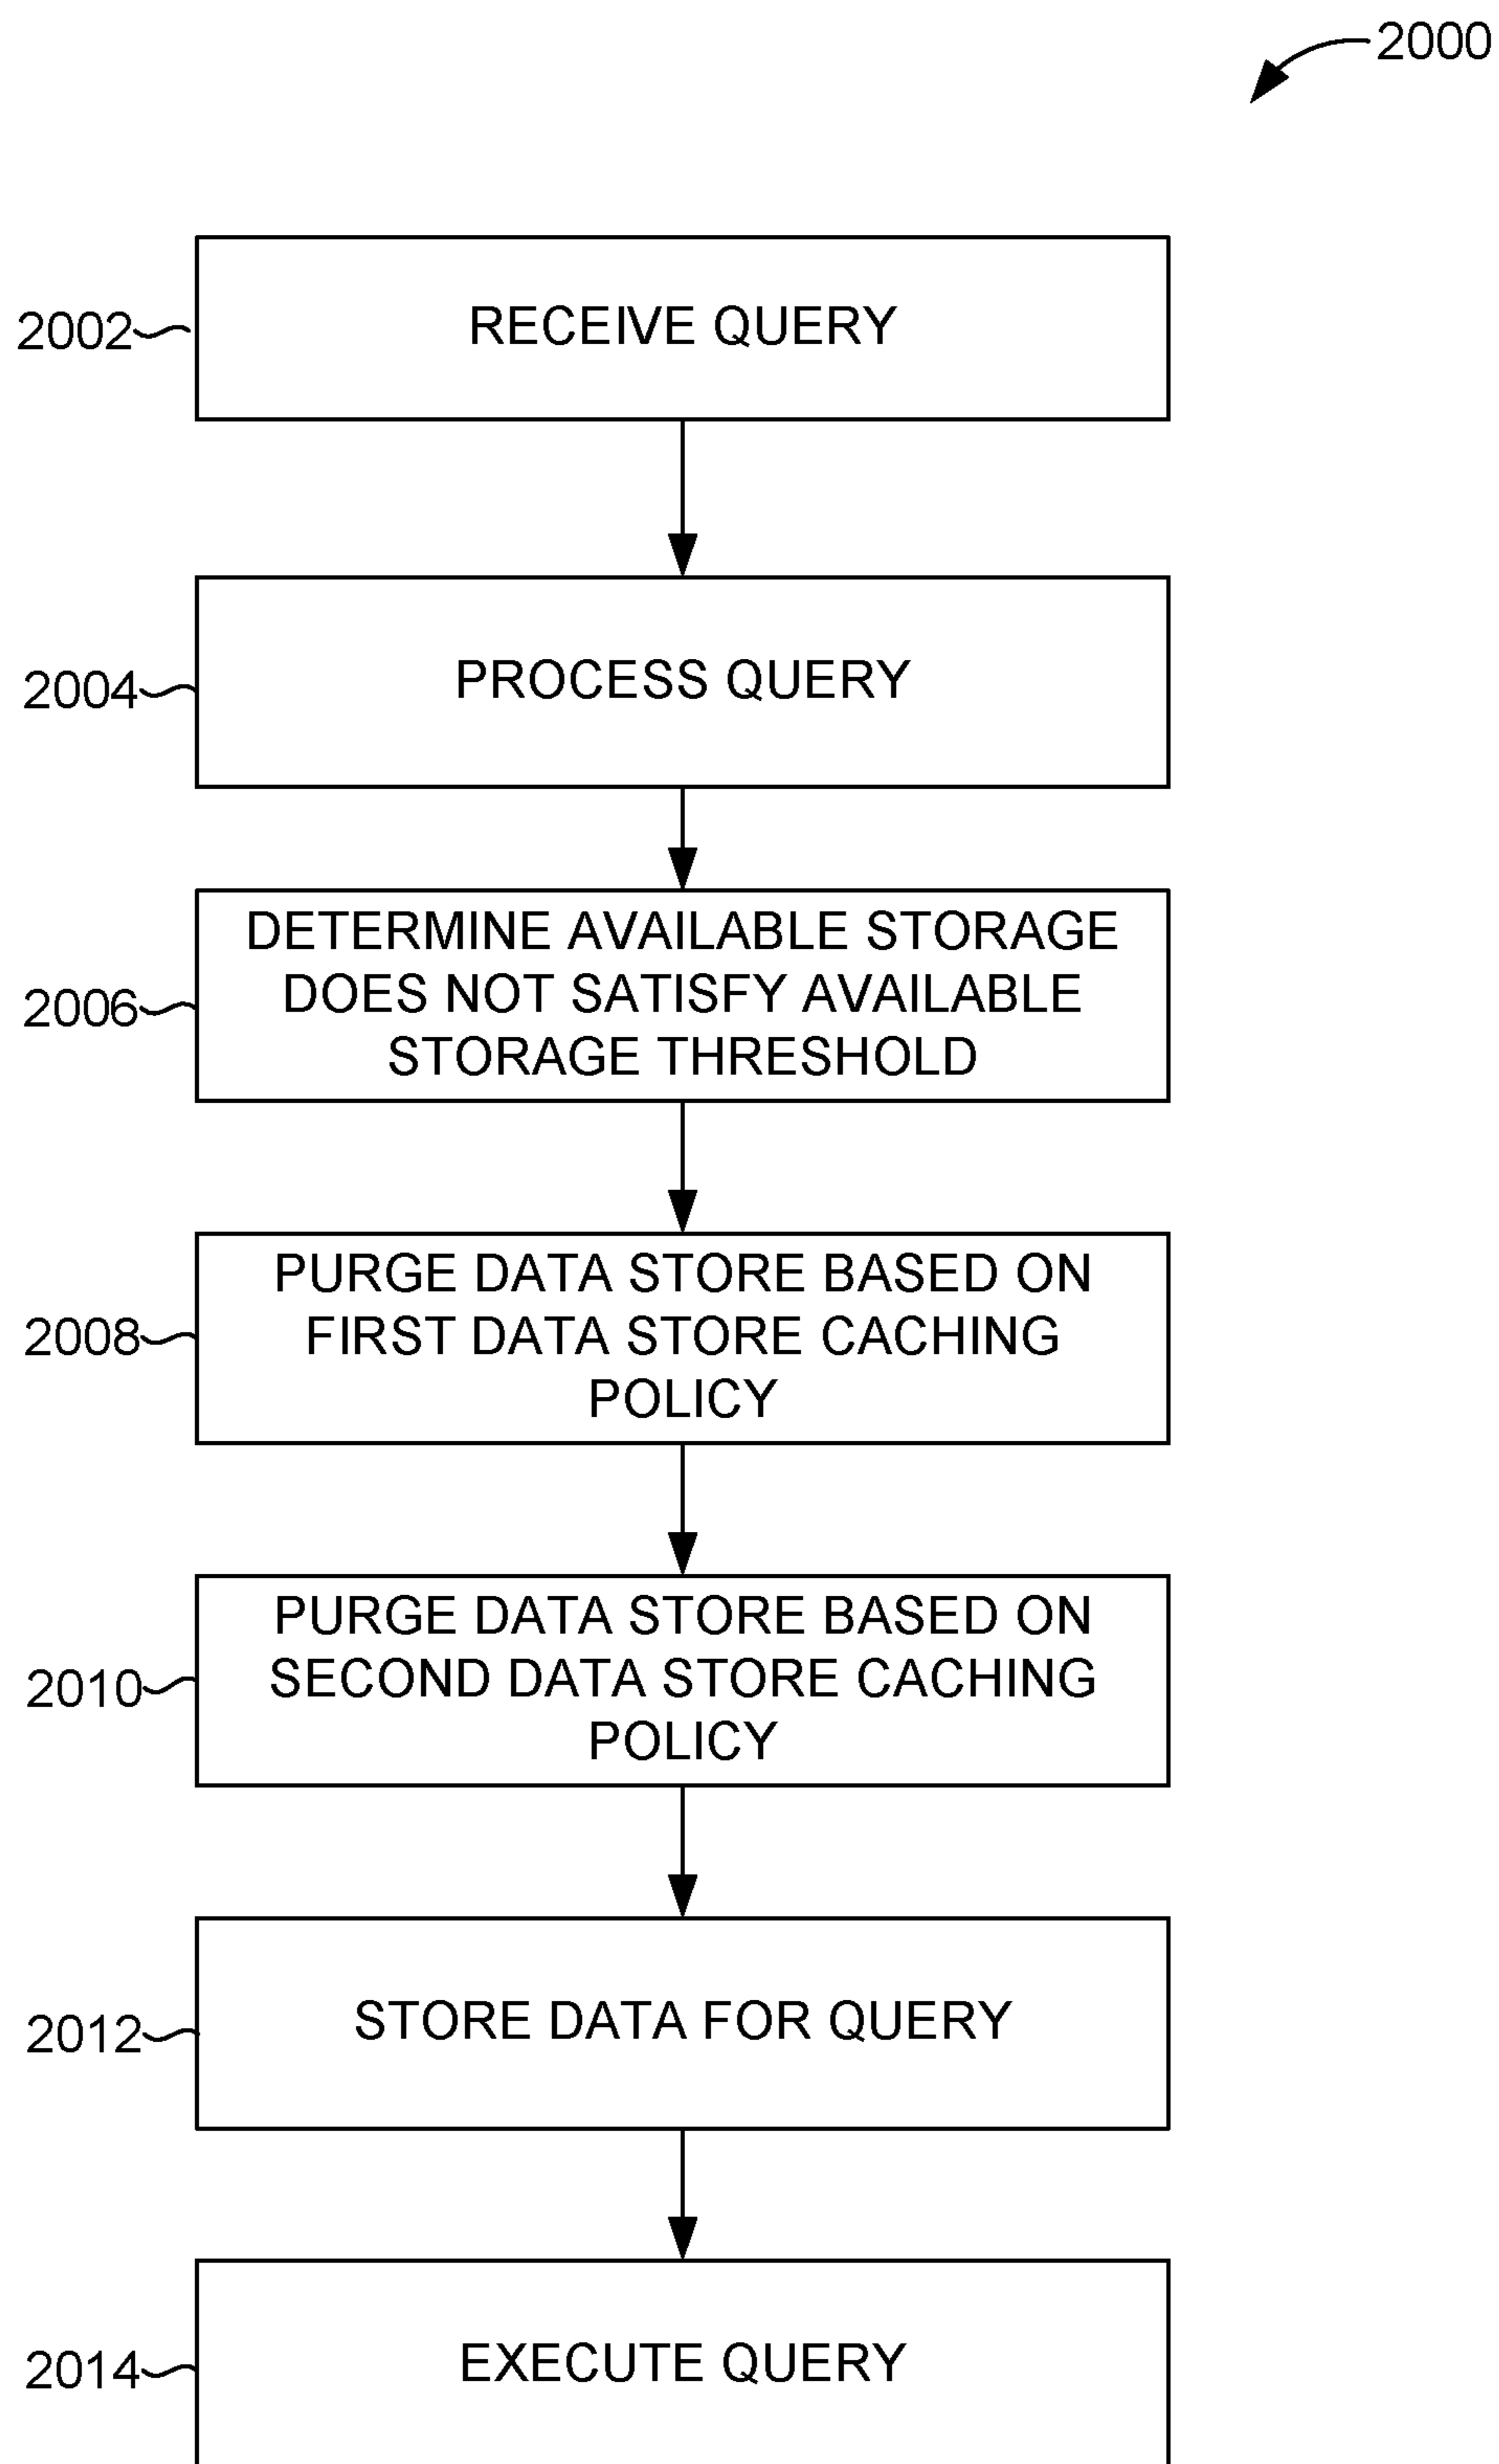 2000
2002
RECEIVE QUERY
2004
PROCESS QUERY
2006
DETERMINE AVAILABLE STORAGE
DOES NOT SATISFY AVAILABLE
STORAGE THRESHOLD
2008
PURGE DATA STORE BASED ON
FIRST DATA STORE CACHING
POLICY
2010
PURGE DATA STORE BASED ON
SECOND DATA STORE CACHING
POLICY
2012
STORE DATA FOR QUERY
2014
EXECUTE QUERY